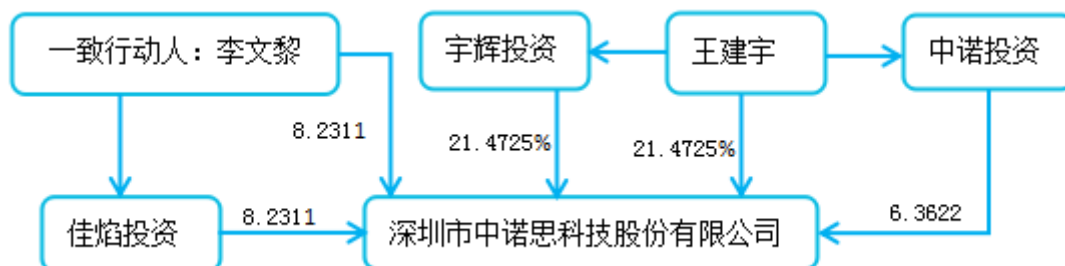 一致行动人：李文黎
宇辉投资
王建宇
中诺投资
8.2311
21.4725%
21.4725%
佳焰投资
8.2311
深圳市中诺思科技股份有限公司
6.3622